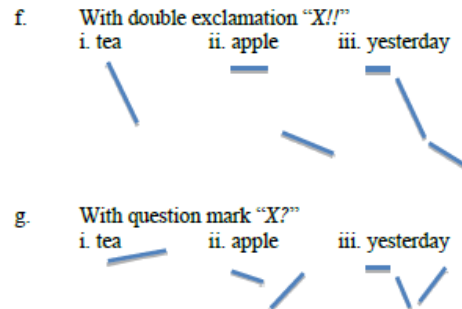 f. With double exclamation “X!!”
i. tea ii. apple iii. yesterday
g. With question mark “X?”
i. tea ii. apple iii. yesterday